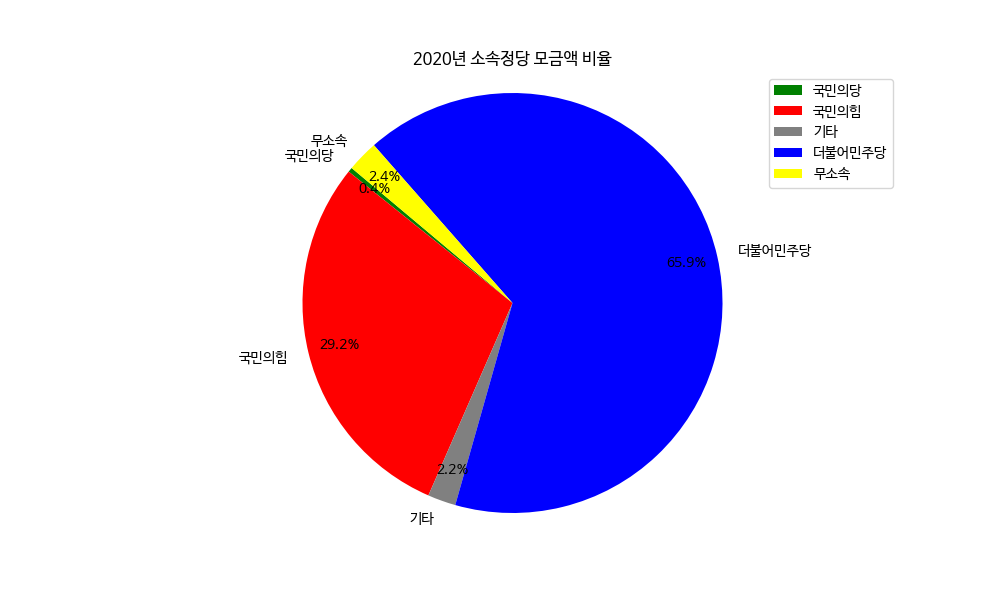 2020년 소속정당 모금액 비율
국민의당
국민의힘
기타
더불어민주당
무소속
무소속
국민의당
2.4%
0.4%
더불어민주당
65.9%
29.2%
국민의힘
2.2%
기타